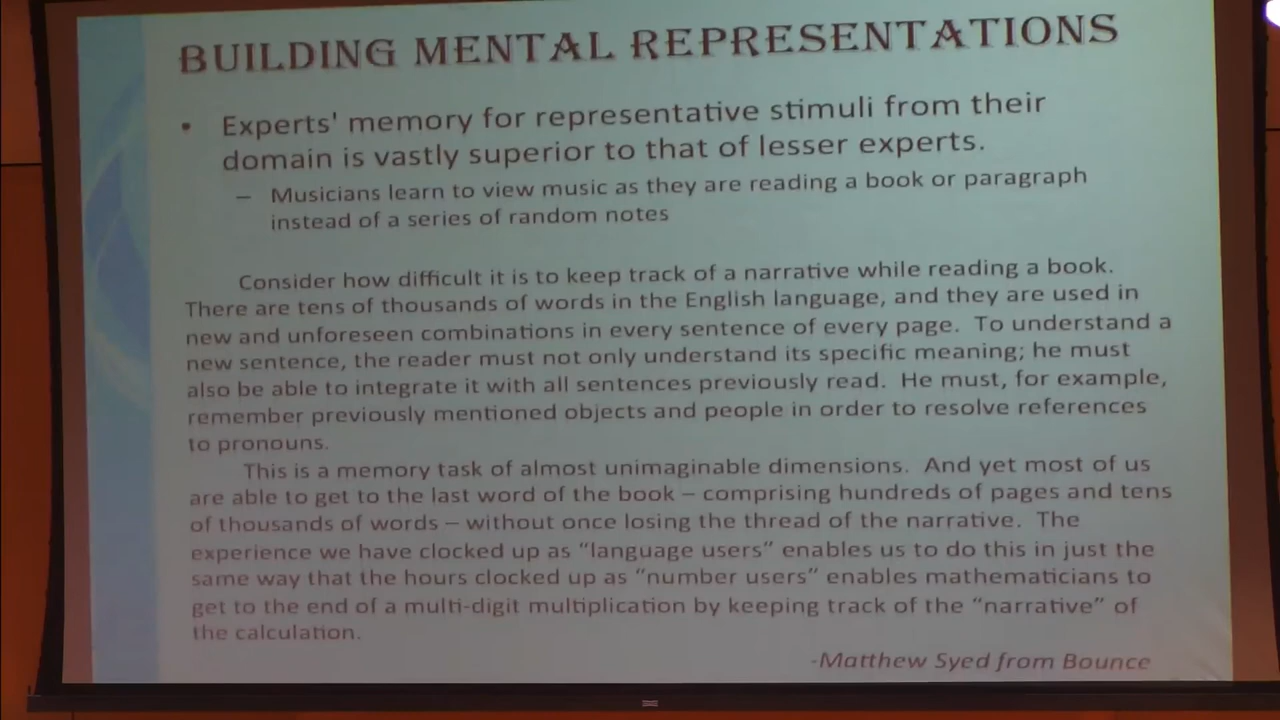 BUILDING MENTAL REPRESENTATIONS
• Experts' memory for representative stimuli from their
domain is vastly superior to that of lesser experts.
– Musicians learn to view music as they are reading a book or paragraph
instead of a series of random notes
Consider how difficult it is to keep track of a narrative while reading a book.
There are tens of thousands of words in the English language, and they are used in
new and unforeseen combinations in every sentence of every page.  To understand a
new sentence, the reader must not only understand its specific meaning; he must
also be able to integrate it with all sentences previously read.  He must, for example,
remember previously mentioned objects and people in order to resolve references
to pronouns.
This is a memory task of almost unimaginable dimensions.  And yet most of us
are able to get to the last word of the book – comprising hundreds of pages and tens
of thousands of words – without once losing the thread of the narrative.  The
experience we have clocked up as “language users” enables us to do this in just the
same way that the hours clocked up as “number users” enables mathematicians to
get to the end of a multi-digit multiplication by keeping track of the “narrative” of
the calculation.
-Matthew Syed from Bounce